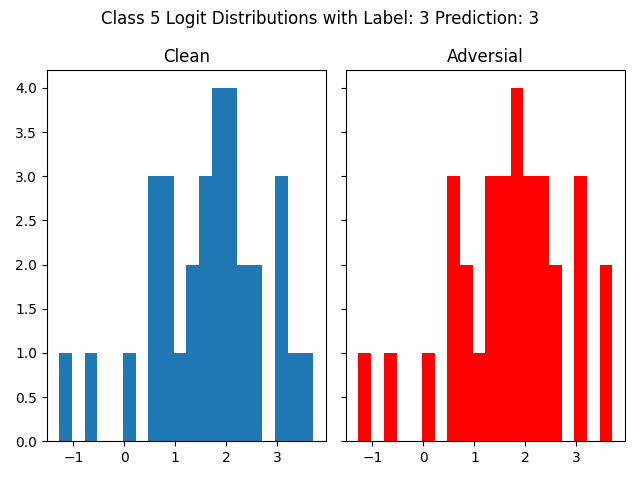 Class 5 Logit Distributions with Label: 3 Prediction: 3
Clean
Adversial
4.0
3.5
3.0
2.5
2.0
1.5
1.0
0.5
0.0
−1 0 1 2 3
−1 0 1 2 3